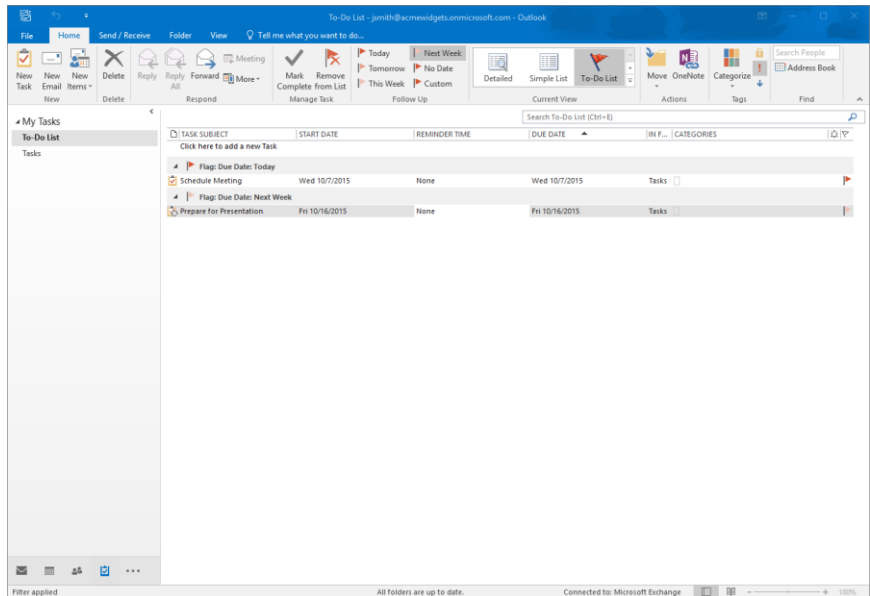 To-Do List - jsmith@acmewidgets.onmicrosoft.com - Outlook
File Home Send / Receive Folder View Tell me what you want to do...
New Task
New Email
New Items
New
Delete
Delete
Reply
Reply All
Forward
Meeting
More
Respond
Mark Complete
Remove from List
Manage Task
Today
Tomorrow
This Week
Next Week
No Date
Custom
Follow Up
Detailed
Simple List
To-Do List
Current View
Move
OneNote
Actions
Categorize
Tags
Search People
Address Book
Find
My Tasks
To-Do List
Tasks
Search To-Do List (Ctrl+E)
TASK SUBJECT START DATE REMINDER TIME DUE DATE IN F... CATEGORIES
Click here to add a new Task
Flag: Due Date: Today
Schedule Meeting Wed 10/7/2015 None Wed 10/7/2015 Tasks
Flag: Due Date: Next Week
Prepare for Presentation Fri 10/16/2015 None Fri 10/16/2015 Tasks
Filter applied All folders are up to date. Connected to: Microsoft Exchange 100%